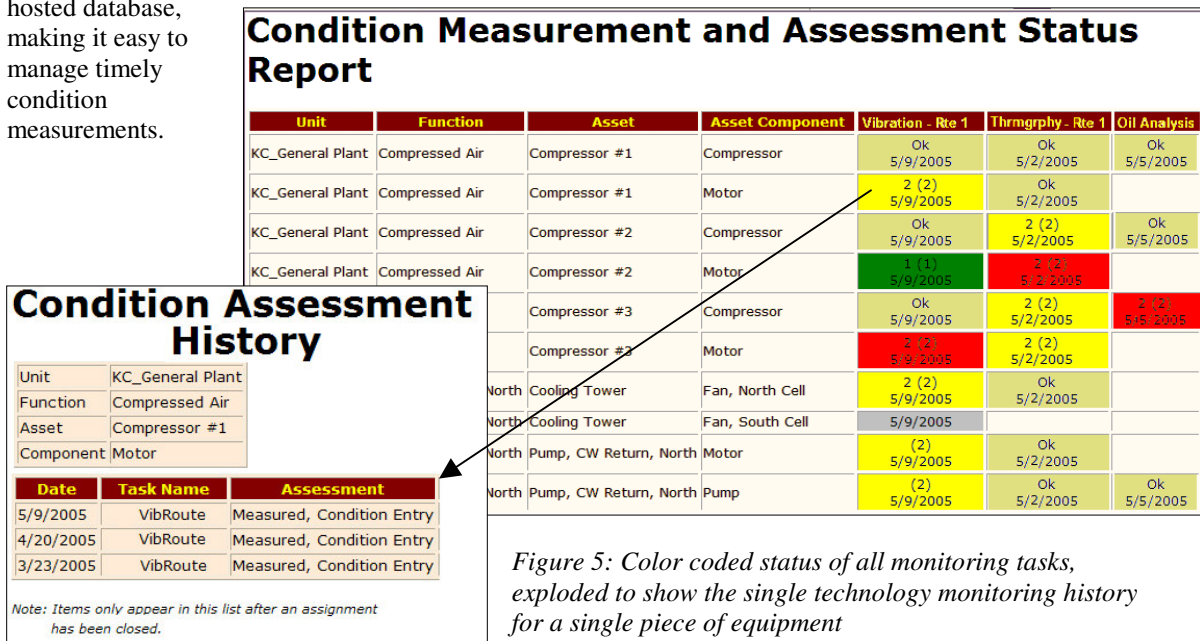 hosted database,
making it easy to
manage timely
condition
measurements.
Condition Measurement and Assessment Status
Report
Unit Function Asset Asset Component Vibration - Rte 1 Thrmgrphy - Rte 1 Oil Analysis
KC_General Plant Compressed Air Compressor #1 Compressor Ok 5/9/2005 Ok 5/2/2005 Ok 5/5/2005
KC_General Plant Compressed Air Compressor #1 Motor 2 (2) 5/9/2005 Ok 5/2/2005
KC_General Plant Compressed Air Compressor #2 Compressor Ok 5/9/2005 2 (2) 5/2/2005 Ok 5/5/2005
KC_General Plant Compressed Air Compressor #2 Motor 1 (1) 5/9/2005 2 (2) 5/2/2005
Compressor #3 Compressor Ok 5/9/2005 2 (2) 5/2/2005 2 (2) 5/5/2005
Compressor #3 Motor 2 (2) 5/9/2005 2 (2) 5/2/2005
North Cooling Tower Fan, North Cell 2 (2) 5/9/2005 Ok 5/2/2005
North Cooling Tower Fan, South Cell 5/9/2005
North Pump, CW Return, North Motor (2) 5/9/2005 Ok 5/2/2005
North Pump, CW Return, North Pump (2) 5/9/2005 Ok 5/2/2005 Ok 5/5/2005
Condition Assessment
History
Unit KC_General Plant
Function Compressed Air
Asset Compressor #1
Component Motor
Date Task Name Assessment
5/9/2005 VibRoute Measured, Condition Entry
4/20/2005 VibRoute Measured, Condition Entry
3/23/2005 VibRoute Measured, Condition Entry
Note: Items only appear in this list after an assignment
has been closed.
Figure 5: Color coded status of all monitoring tasks,
exploded to show the single technology monitoring history
for a single piece of equipment